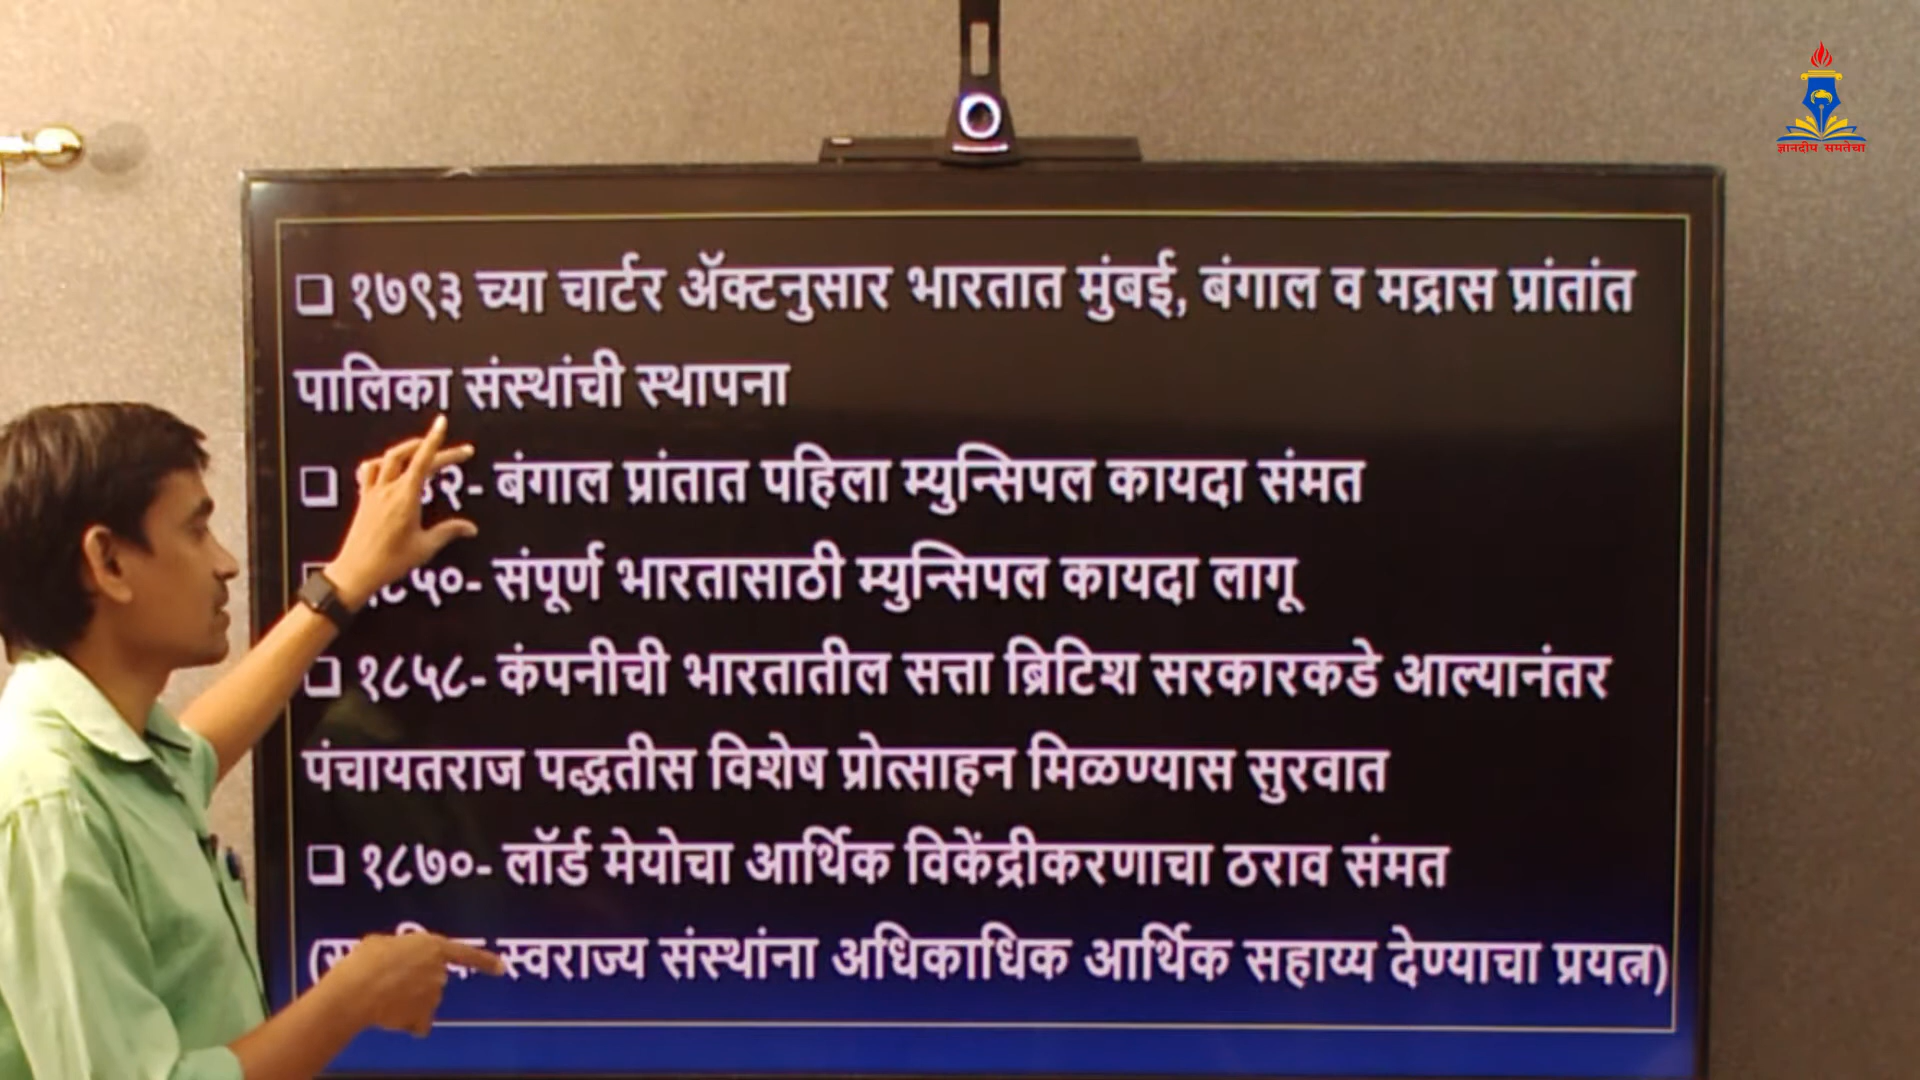 ज्ञानदीप समतेचा
❑ १७९३ च्या चार्टर ॲक्टनुसार भारतात मुंबई, बंगाल व मद्रास प्रांतांत
पालिका संस्थांची स्थापना
❑ बंगाल प्रांतात पहिला म्युन्सिपल कायदा संमत
❑ संपूर्ण भारतासाठी म्युन्सिपल कायदा लागू
❑ १८५८- कंपनीची भारतातील सत्ता ब्रिटिश सरकारकडे आल्यानंतर
पंचायतराज पद्धतीस विशेष प्रोत्साहन मिळण्यास सुरवात
❑ १८७०- लॉर्ड मेयोचा आर्थिक विकेंद्रीकरणाचा ठराव संमत
स्वराज्य संस्थांना अधिकाधिक आर्थिक सहाय्य देण्याचा प्रयत्न)